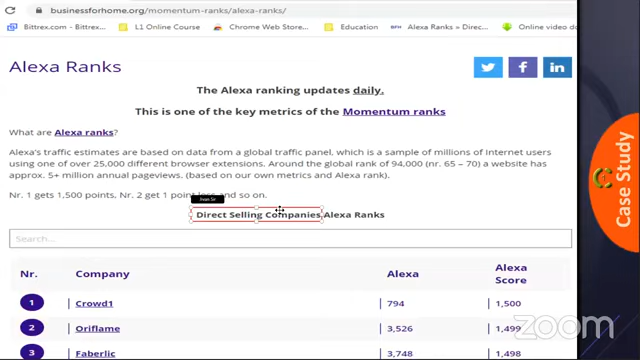 businessforhome.org/momentum-ranks/alexa-ranks/
Bittrex.com
L1 Online Course
Chrome Web Store
Bittrex.com
Education
BFH
Alexa Ranks » Direc...
Online video do
Alexa Ranks
The Alexa ranking updates daily.
This is one of the key metrics of the Momentum ranks
What are Alexa ranks?
Alexa's traffic estimates are based on data from a global traffic panel, which is a sample of millions of Internet users
using one of over 25,000 different browser extensions. Around the global rank of 94,000 (nr. 65 – 70) a website has
approx. 5+ million annual pageviews. (based on our own metrics and Alexa rank).
Nr. 1 gets 1,500 points, Nr. 2 get 1 point and so on.
Direct Selling Companies Alexa Ranks
Search...
Nr. Company Alexa Alexa Score
1 Crowd1 794 1,500
2 Oriflame 3,526 1,499
3 Faberlic 3,748 1,498
Case Study
zoom